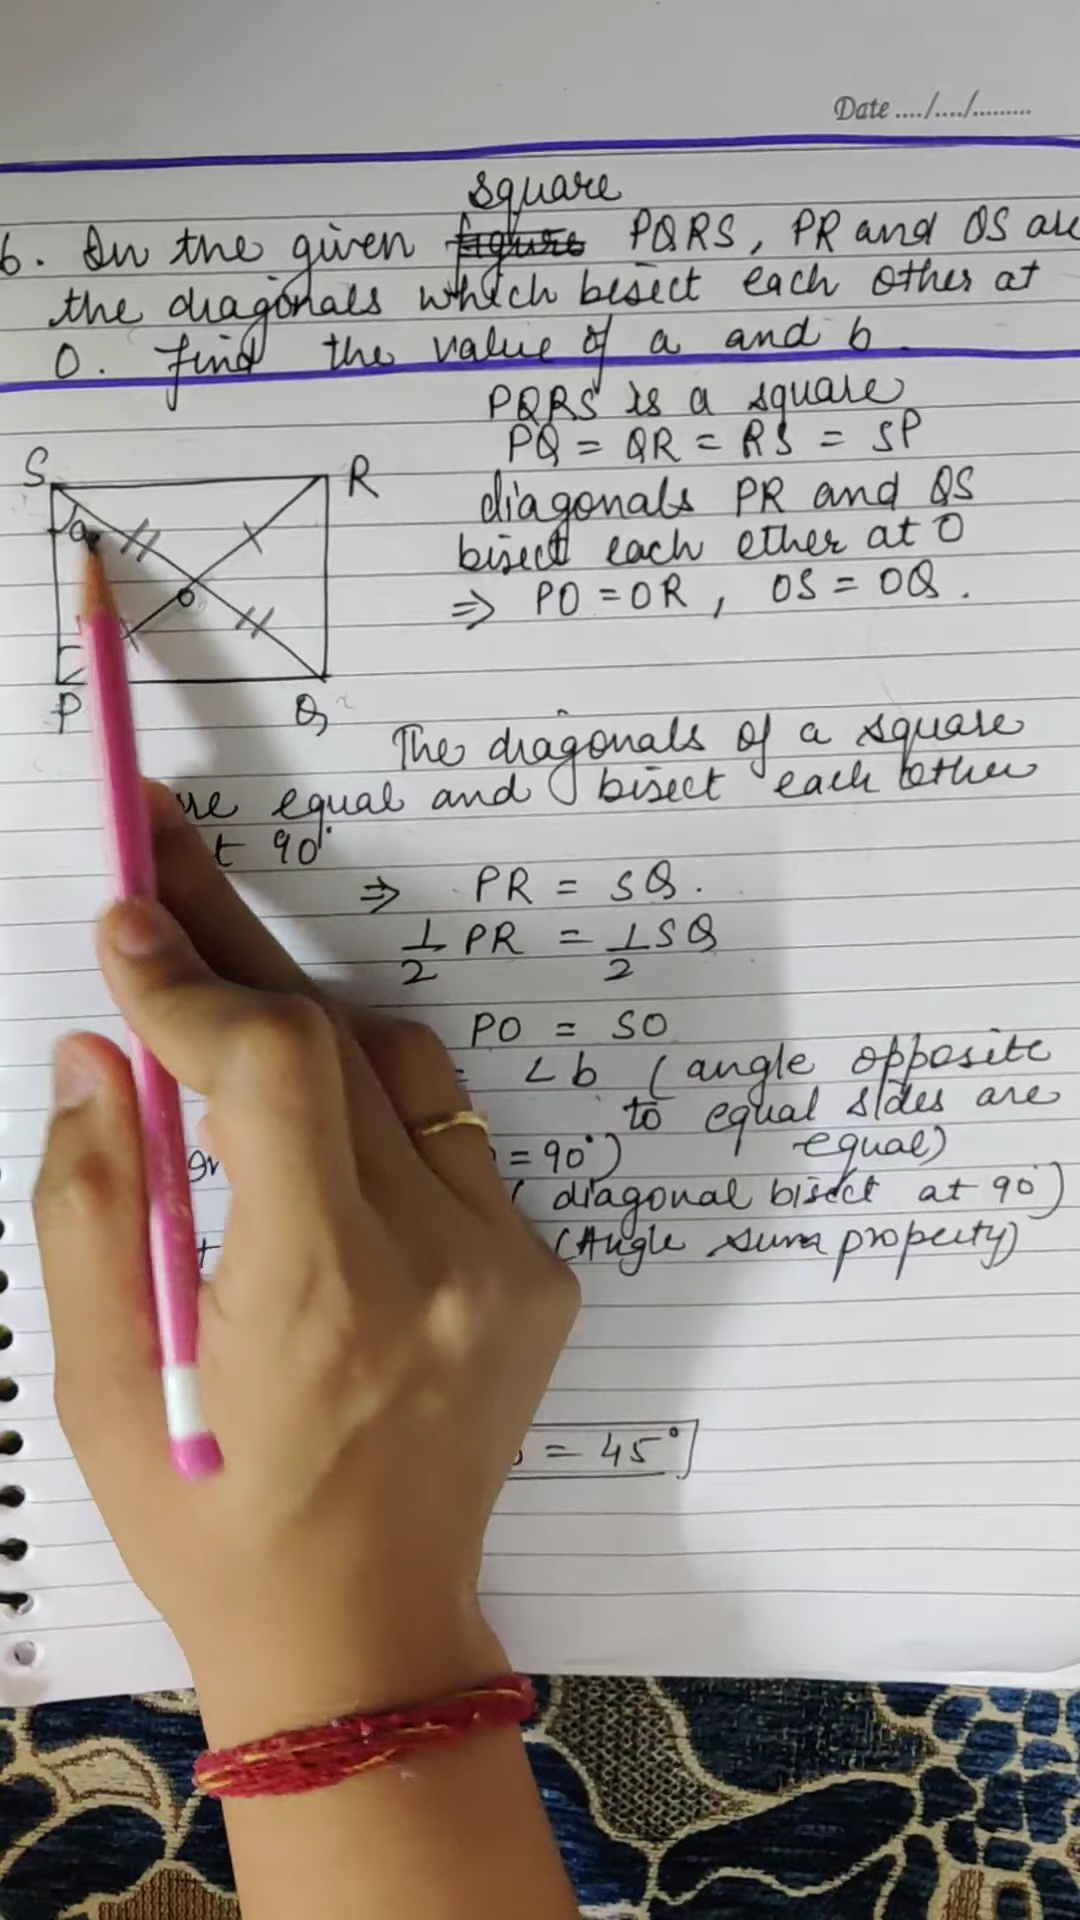 Date ..../..../.........
square
6. In the given figure PQRS, PR and QS are
the diagonals which bisect each other at
O. find the value of a and b.
PQRS is a square
PQ = QR = RS = SP
diagonals PR and QS
bisect each other at O
⇒ PO = OR, OS = OQ.
S
R
a
O
P
Q
The diagonals of a square
are equal and bisect each other
t 90°
⇒ PR = SQ.
1/2 PR = 1/2 SQ
PO = SO
= ∠b (angle opposite
to equal sides are
equal)
= 90°)
( diagonal bisect at 90°)
(Angle sum property)
= 45°